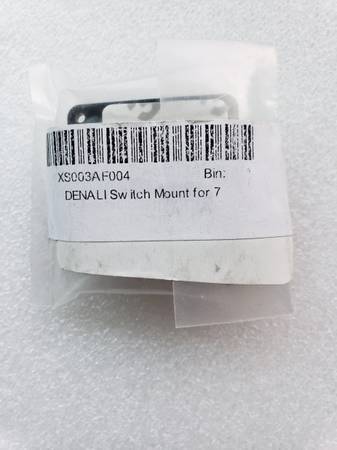 XS003AF004 Bin:
DENALI Switch Mount for 7